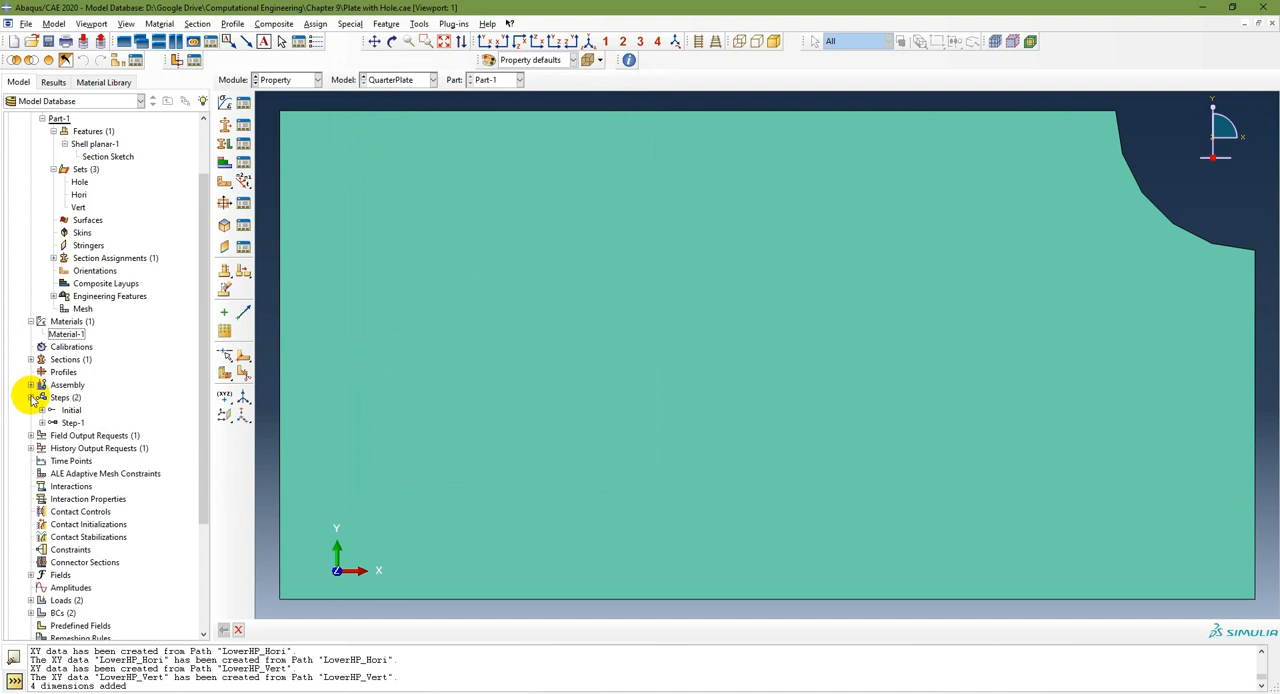 Abaqus/CAE 2020 - Model Database: D:\Google Drive\Computational Engineering\Chapter 9\Plate with Hole.cae [Viewport: 1]
File Model Viewport View Material Section Profile Composite Assign Special Feature Tools Plug-ins Help
1 2 3 4 All
Property defaults
Model Results Material Library Module: Property Model: QuarterPlate Part: Part-1
Model Database
Part-1
Features (1)
Shell planar-1
Section Sketch
Sets (3)
Hole
Hori
Vert
Surfaces
Skins
Stringers
Section Assignments (1)
Orientations
Composite Layups
Engineering Features
Mesh
Materials (1)
Material-1
Calibrations
Sections (1)
Profiles
Assembly
Steps (2)
Initial
Step-1
Field Output Requests (1)
History Output Requests (1)
Time Points
ALE Adaptive Mesh Constraints
Interactions
Interaction Properties
Contact Controls
Contact Initializations
Contact Stabilizations
Constraints
Connector Sections
Fields
Amplitudes
Loads (2)
BCs (2)
Predefined Fields
Remeshing Rules
Y
X
Y
X
Z
SIMULIA
XY data has been created from Path "LowerHP_Hori".
The XY data "LowerHP_Hori" has been created from Path "LowerHP_Hori".
XY data has been created from Path "LowerHP_Vert".
The XY data "LowerHP_Vert" has been created from Path "LowerHP_Vert".
4 dimensions added